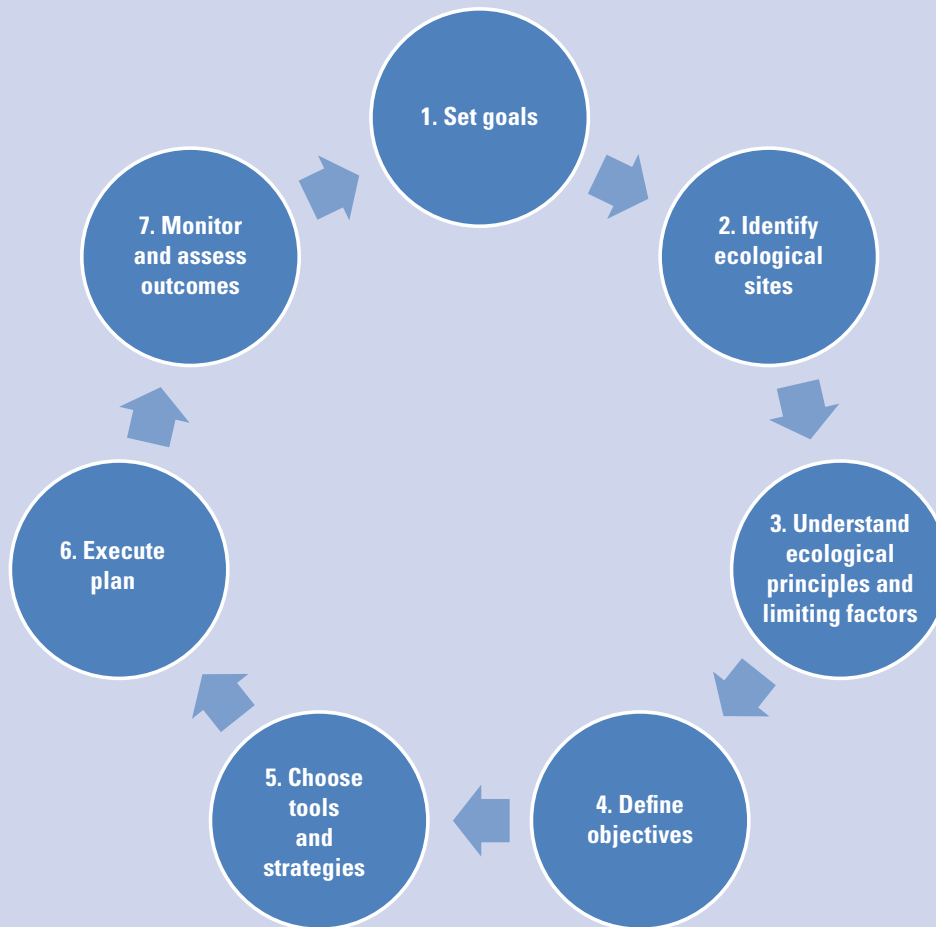 1. Set goals
2. Identify
ecological
sites
3. Understand
ecological
principles and
limiting factors
4. Define
objectives
5. Choose
tools
and
strategies
6. Execute
plan
7. Monitor
and assess
outcomes